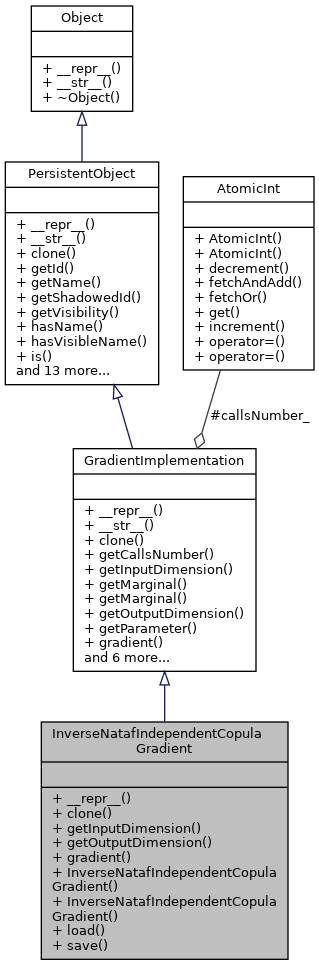 Object
+ __repr__()
+ __str__()
+ ~Object()
PersistentObject
+ __repr__()
+ __str__()
+ clone()
+ getId()
+ getName()
+ getShadowedId()
+ getVisibility()
+ hasName()
+ hasVisibleName()
+ is()
and 13 more...
AtomicInt
+ AtomicInt()
+ AtomicInt()
+ decrement()
+ fetchAndAdd()
+ fetchOr()
+ get()
+ increment()
+ operator=()
+ operator=()
#callsNumber_
GradientImplementation
+ __repr__()
+ __str__()
+ clone()
+ getCallsNumber()
+ getInputDimension()
+ getMarginal()
+ getMarginal()
+ getOutputDimension()
+ getParameter()
+ gradient()
and 6 more...
InverseNatafIndependentCopula
Gradient
+ __repr__()
+ clone()
+ getInputDimension()
+ getOutputDimension()
+ gradient()
+ InverseNatafIndependentCopula
Gradient()
+ InverseNatafIndependentCopula
Gradient()
+ load()
+ save()